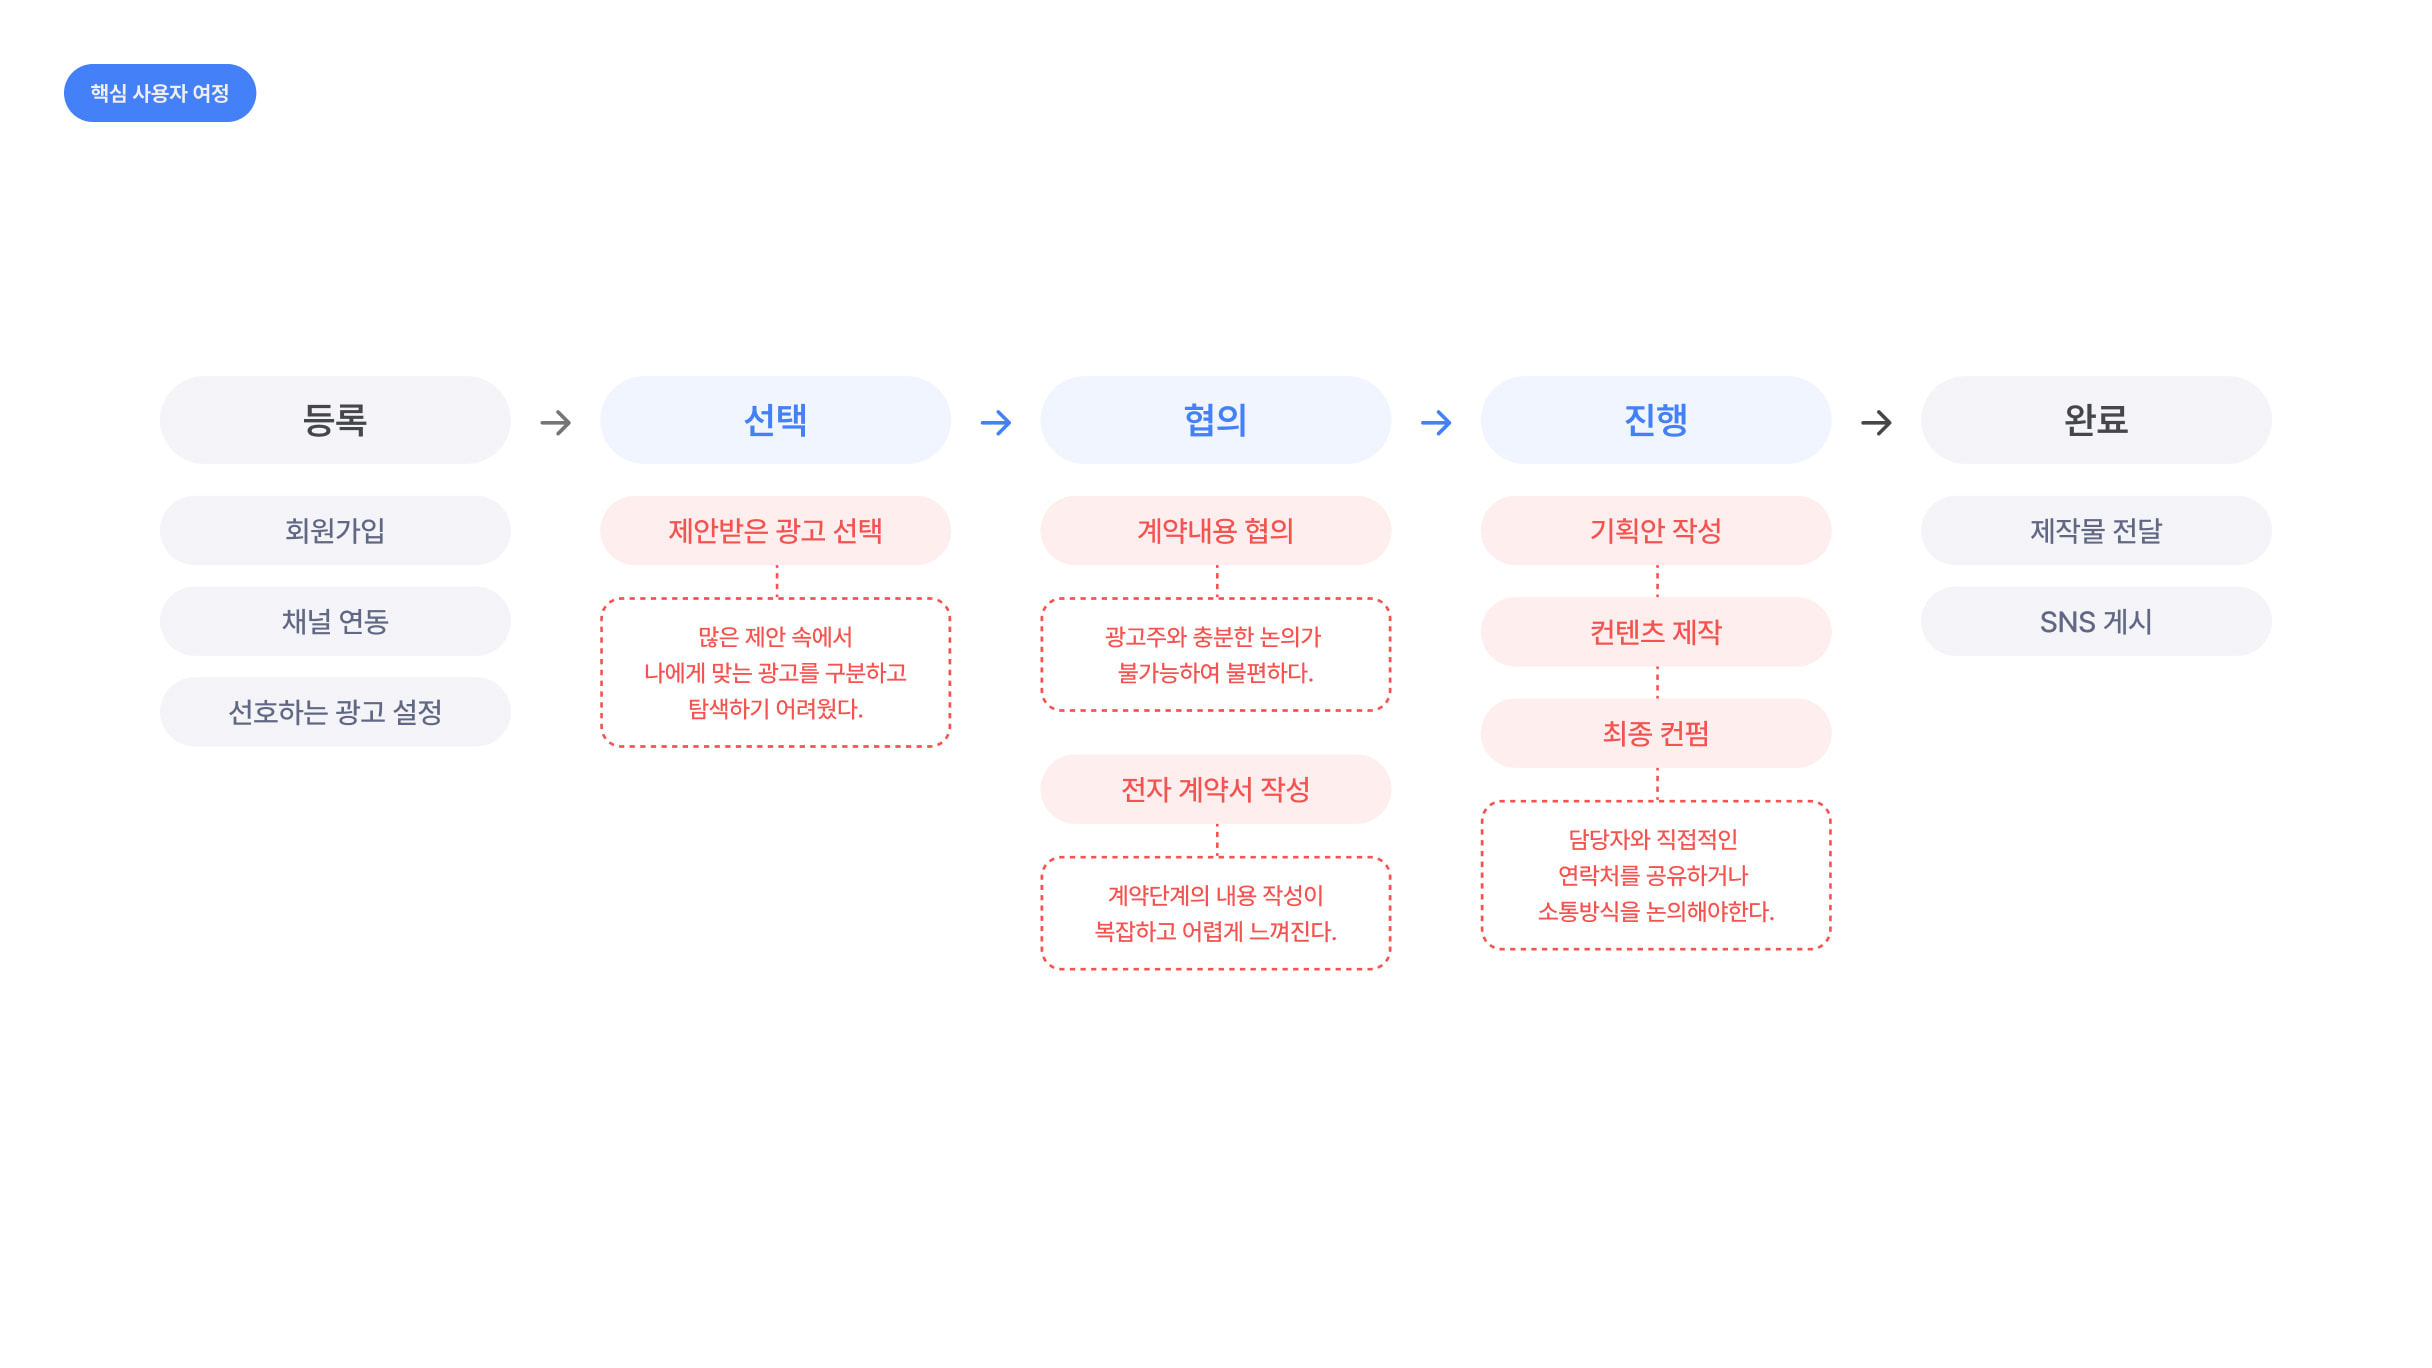 핵심 사용자 여정
등록
회원가입
채널 연동
선호하는 광고 설정
선택
제안받은 광고 선택
많은 제안 속에서
나에게 맞는 광고를 구분하고
탐색하기 어려웠다.
협의
계약내용 협의
광고주와 충분한 논의가
불가능하여 불편하다.
전자 계약서 작성
계약단계의 내용 작성이
복잡하고 어렵게 느껴진다.
진행
기획안 작성
컨텐츠 제작
최종 컨펌
담당자와 직접적인
연락처를 공유하거나
소통방식을 논의해야한다.
완료
제작물 전달
SNS 게시